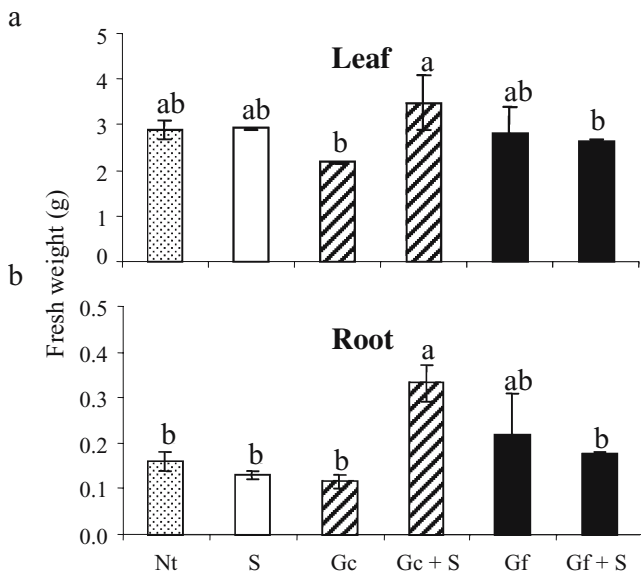 a
Leaf
Fresh weight (g)
5
4
3
2
1
0
ab
ab
b
a
ab
b
b
Root
0.5
0.4
0.3
0.2
0.1
0.0
b
b
b
a
ab
b
Nt
S
Gc
Gc + S
Gf
Gf + S